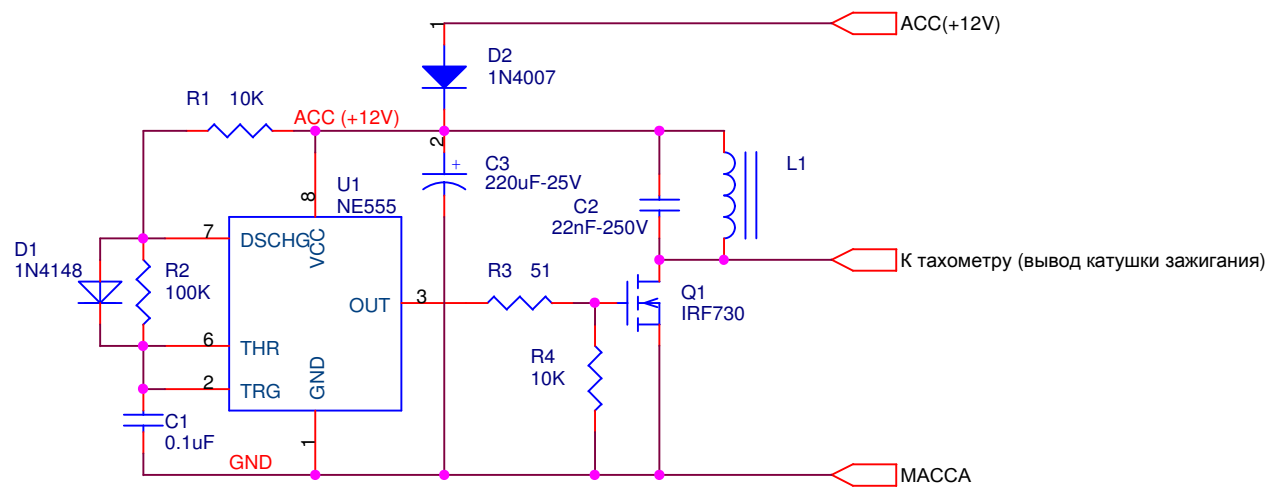 1
ACC(+12V)
D2
1N4007
R1 10K
ACC (+12V)
2
C3
+
220uF-25V
L1
U1
NE555
8
C2
22nF-250V
D1
1N4148
7
DSCHG
VCC
R2
100K
К тахометру (вывод катушки зажигания)
R3 51
Q1
IRF730
OUT
3
6
THR
R4
10K
2
TRG
GND
C1
0.1uF
1
GND
МАССА